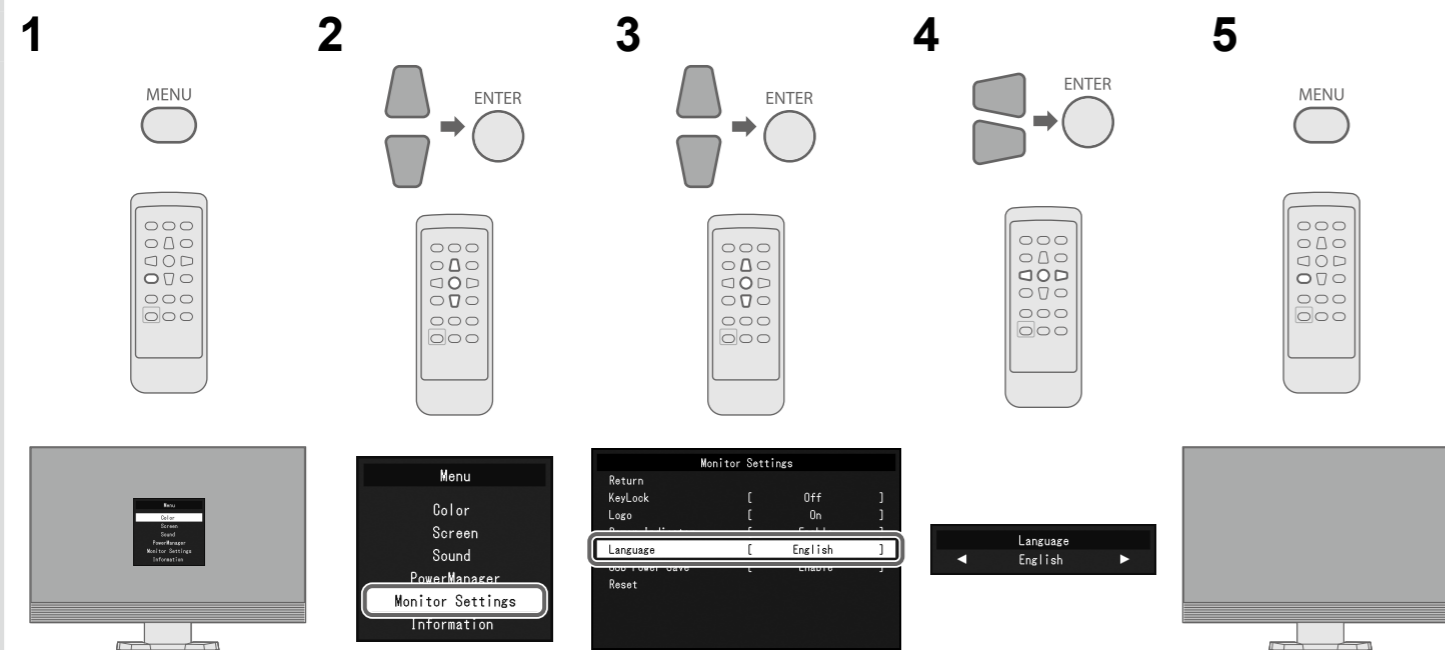 1
2
3
4
5
MENU
ENTER
ENTER
ENTER
MENU
Menu
Color
Screen
Sound
PowerManager
Monitor Settings
Information
Menu
Color
Screen
Sound
PowerManager
Monitor Settings
Information
Monitor Settings
Return
KeyLock [ Off ]
Logo [ On ]
Language [ English ]
Reset
Language
◄ English ►